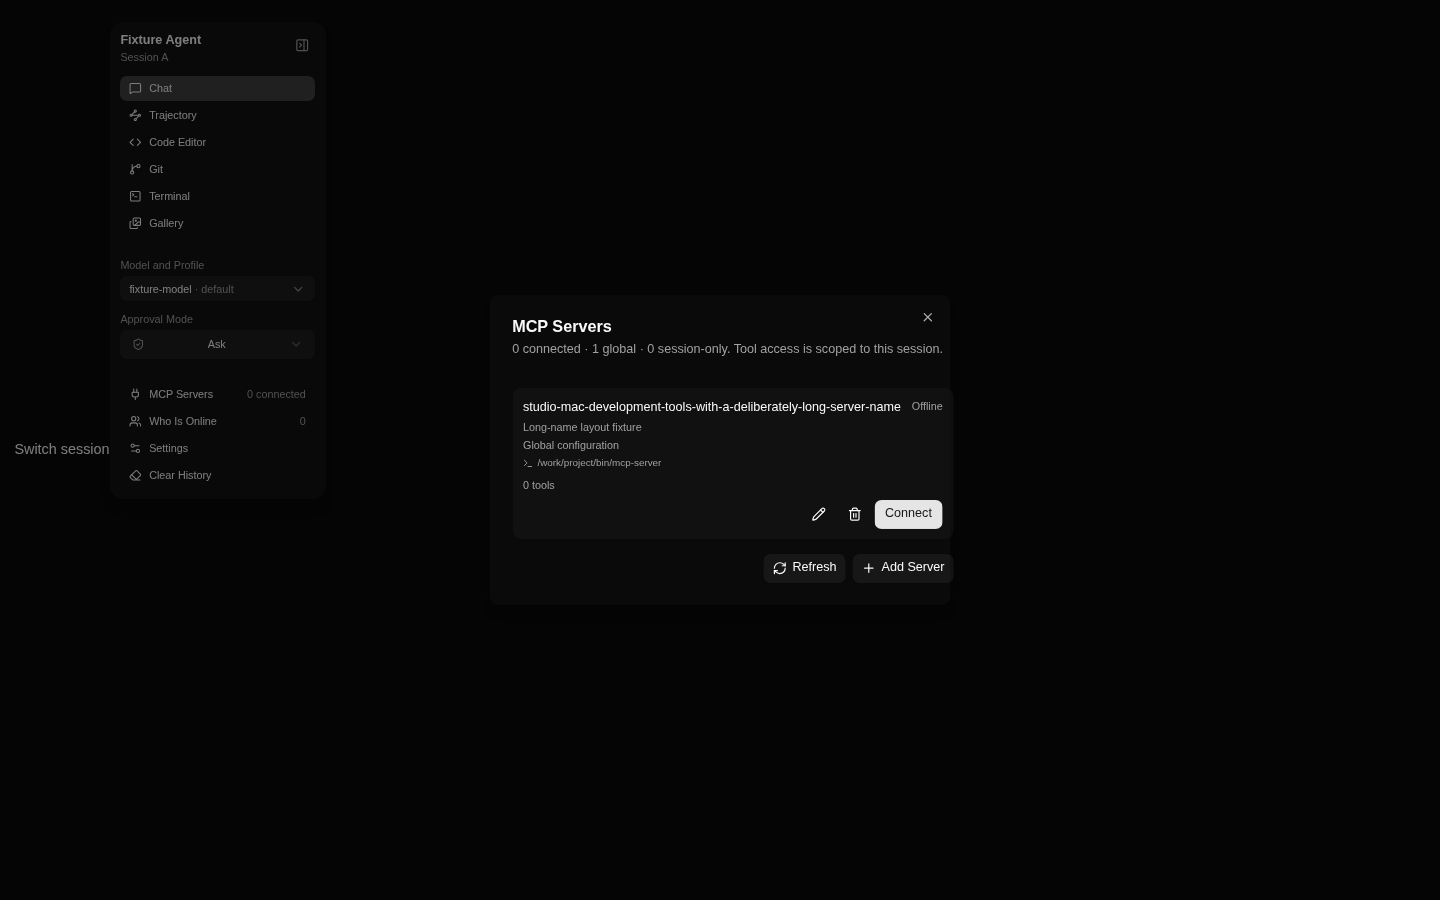 Fixture Agent
Session A
Chat
Trajectory
Code Editor
Git
Terminal
Gallery
Model and Profile
fixture-model · default
Approval Mode
Ask
MCP Servers 0 connected
Who Is Online 0
Settings
Clear History
Switch session
MCP Servers
0 connected · 1 global · 0 session-only. Tool access is scoped to this session.
studio-mac-development-tools-with-a-deliberately-long-server-name Offline
Long-name layout fixture
Global configuration
/work/project/bin/mcp-server
0 tools
Connect
Refresh Add Server